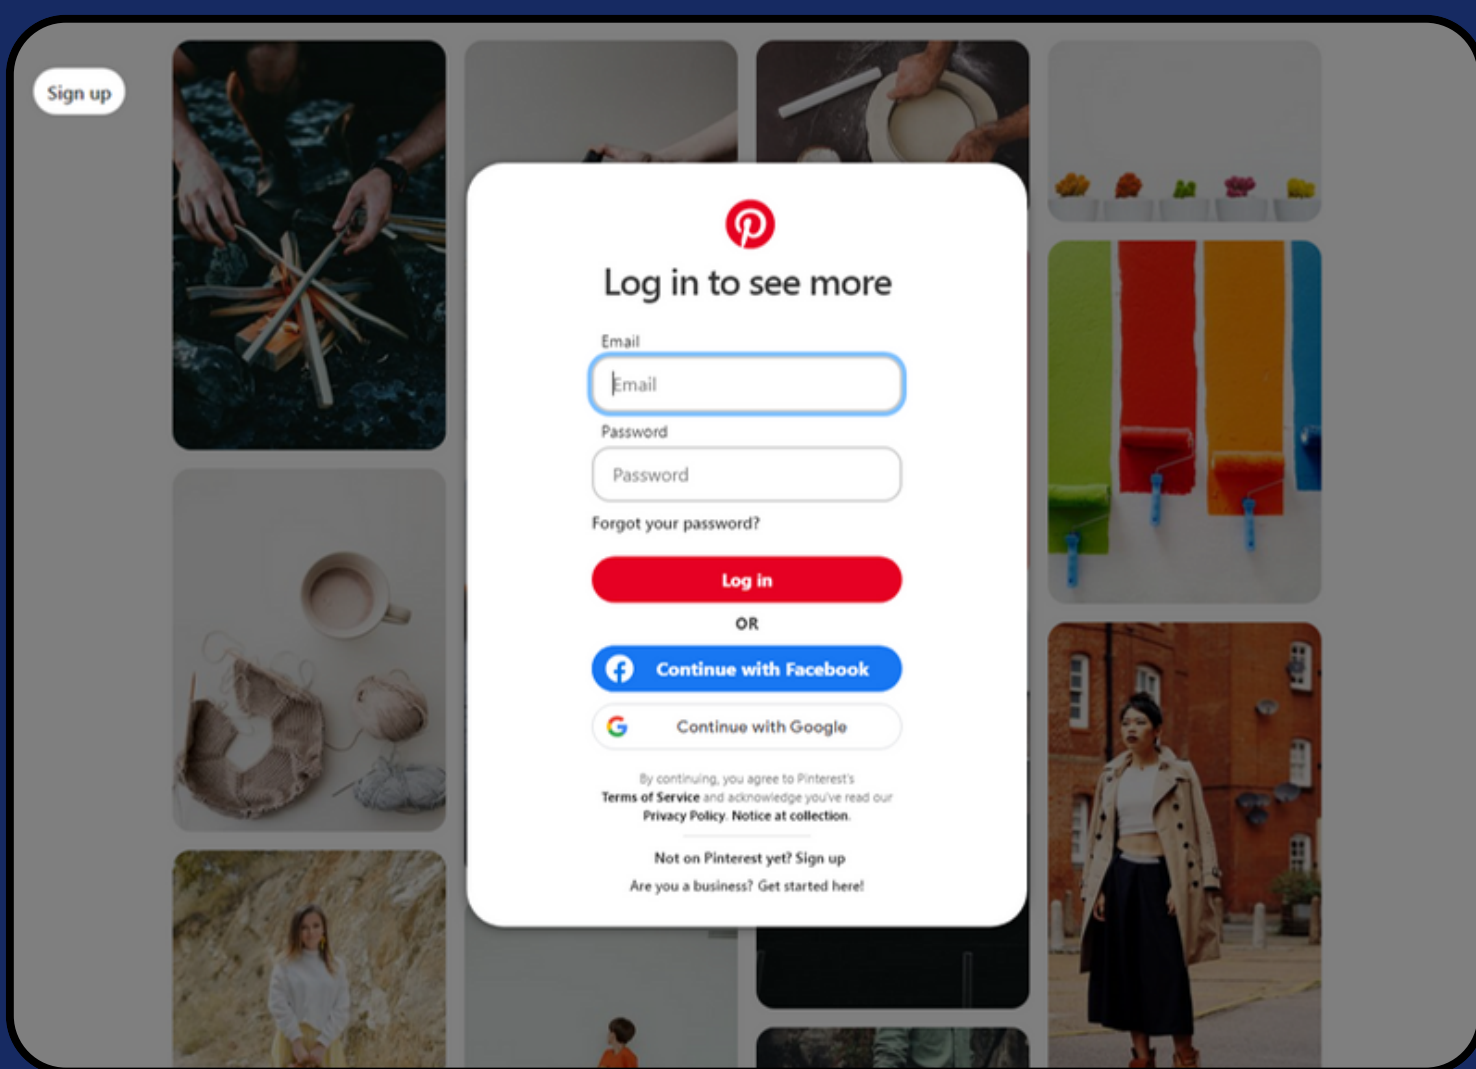 Sign up
Log in to see more
Email
Email
Password
Password
Forgot your password?
Log in
OR
Continue with Facebook
Continue with Google
By continuing, you agree to Pinterest's
Terms of Service and acknowledge you've read our
Privacy Policy. Notice at collection.
Not on Pinterest yet? Sign up
Are you a business? Get started here!